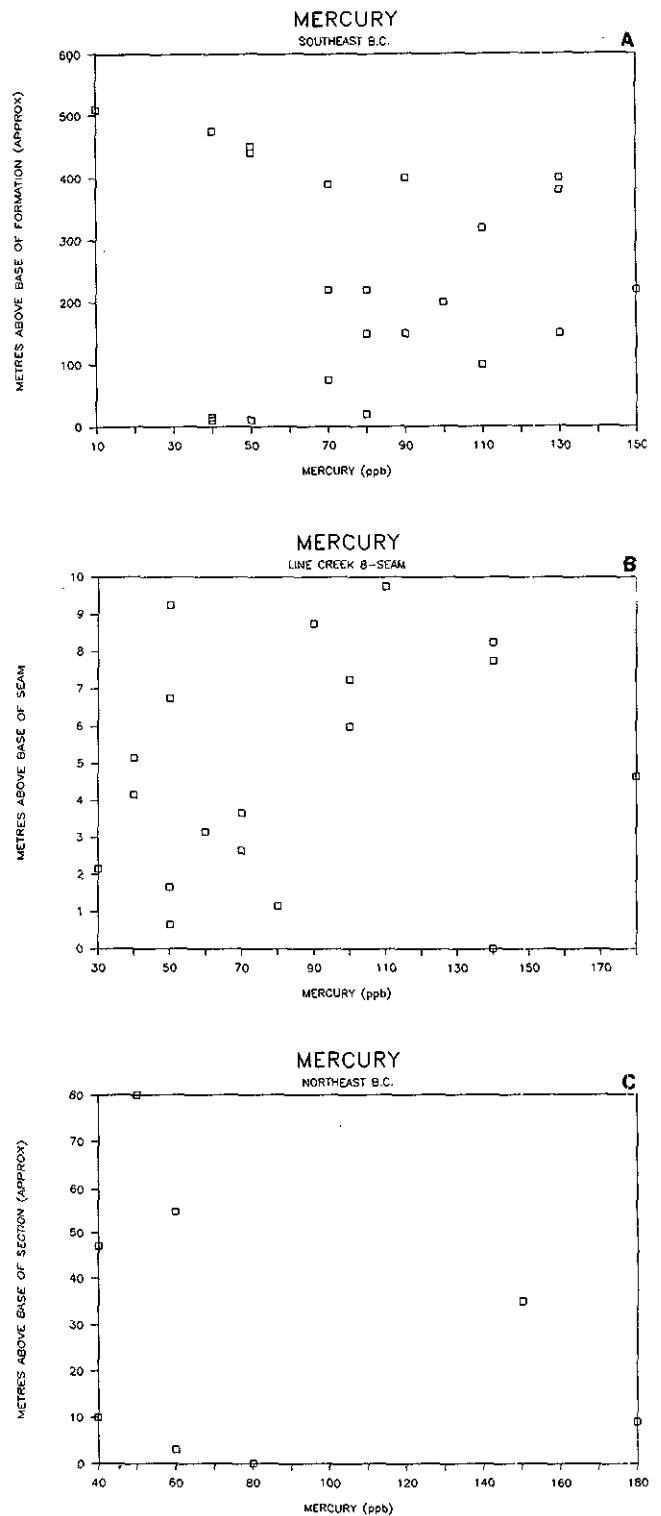 MERCURY
SOUTHEAST B.C.
A
METRES ABOVE BASE OF FORMATION (APPROX)
600
500
400
300
200
100
0
10 30 50 70 90 110 130 150
MERCURY (ppb)
MERCURY
LINE CREEK 8-SEAM
B
METRES ABOVE BASE OF SEAM
10
9
8
7
6
5
4
3
2
1
0
30 50 70 90 110 130 150 170
MERCURY (ppb)
MERCURY
NORTHEAST B.C.
C
METRES ABOVE BASE OF SECTION (APPROX)
80
70
60
50
40
30
20
10
0
40 60 80 100 120 140 160 180
MERCURY (ppb)